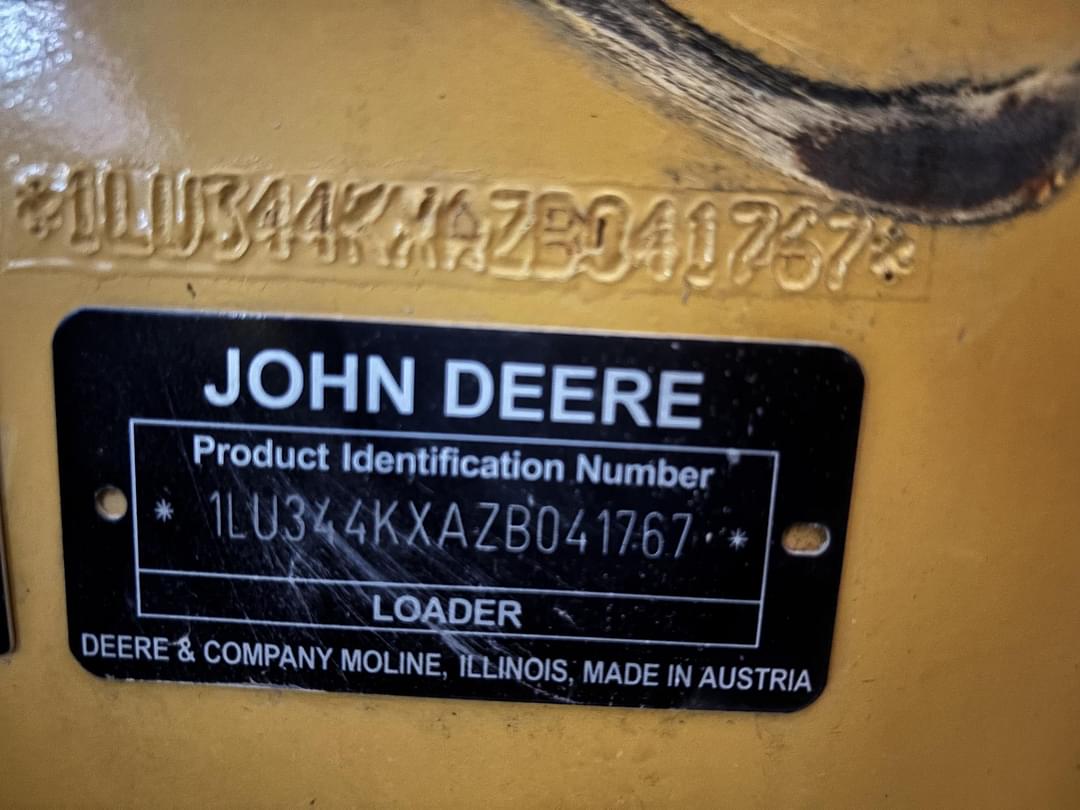 *1LU344KXAZB041767*
JOHN DEERE
Product Identification Number
* 1LU344KXAZB041767 *
LOADER
DEERE & COMPANY MOLINE, ILLINOIS, MADE IN AUSTRIA